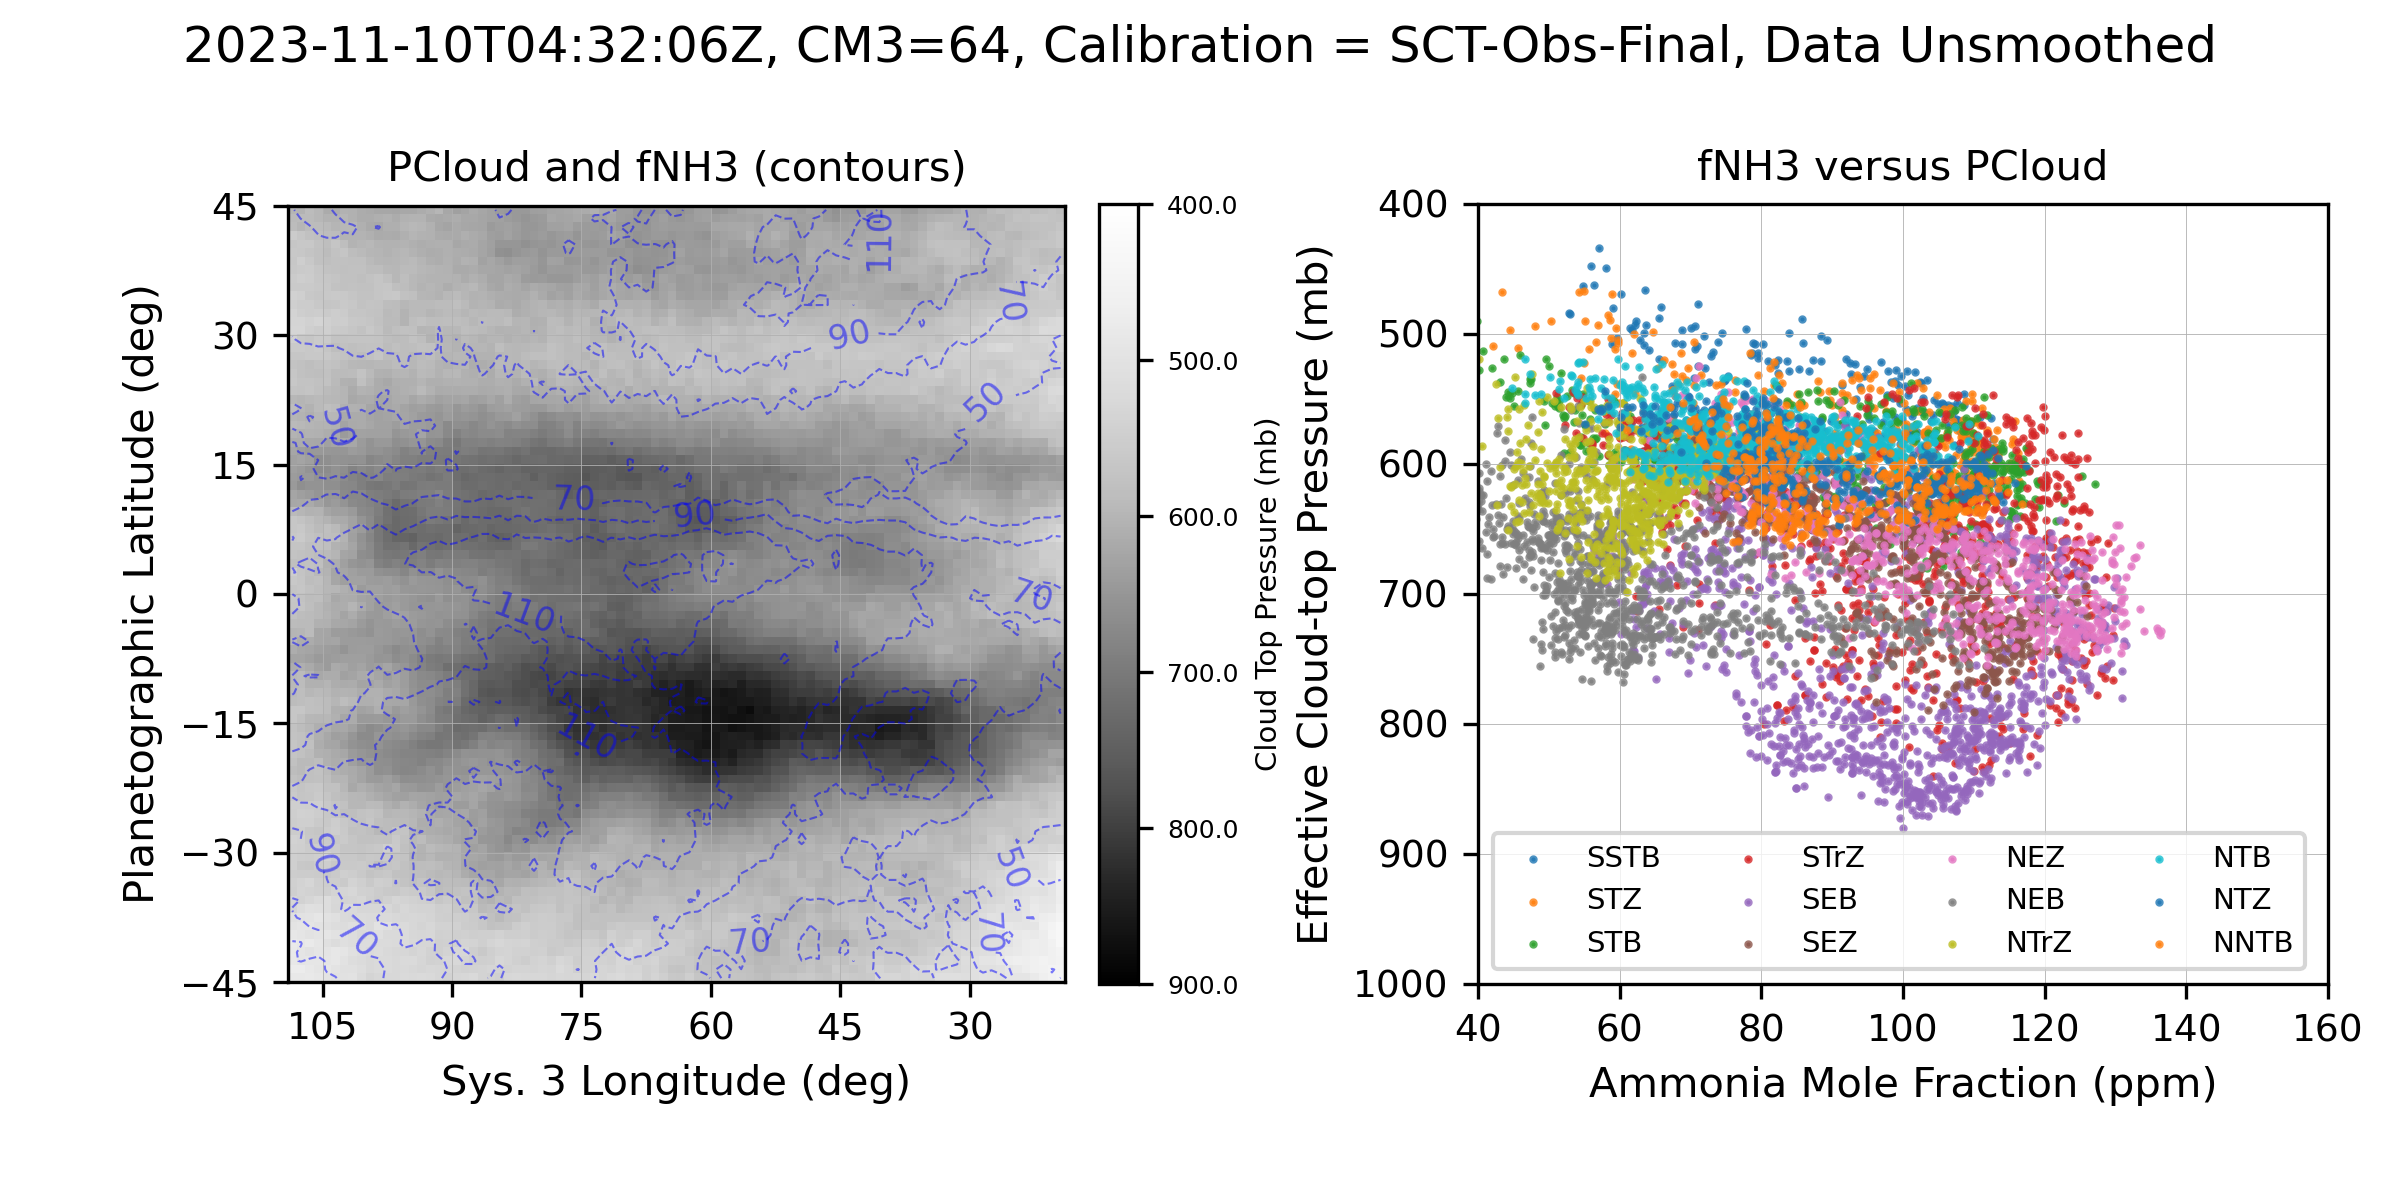 2023-11-10T04:32:06Z, CM3=64, Calibration = SCT-Obs-Final, Data Unsmoothed
PCloud and fNH3 (contours)
Planetographic Latitude (deg)
45
30
15
0
−15
−30
−45
105 90 75 60 45 30
Sys. 3 Longitude (deg)
110
70
90
50
50
70
90
110
70
110
90
50
70
70
70
400.0
500.0
600.0
700.0
800.0
900.0
Cloud Top Pressure (mb)
fNH3 versus PCloud
Effective Cloud-top Pressure (mb)
400
500
600
700
800
900
1000
SSTB STrZ NEZ NTB
STZ SEB NEB NTZ
STB SEZ NTrZ NNTB
40 60 80 100 120 140 160
Ammonia Mole Fraction (ppm)